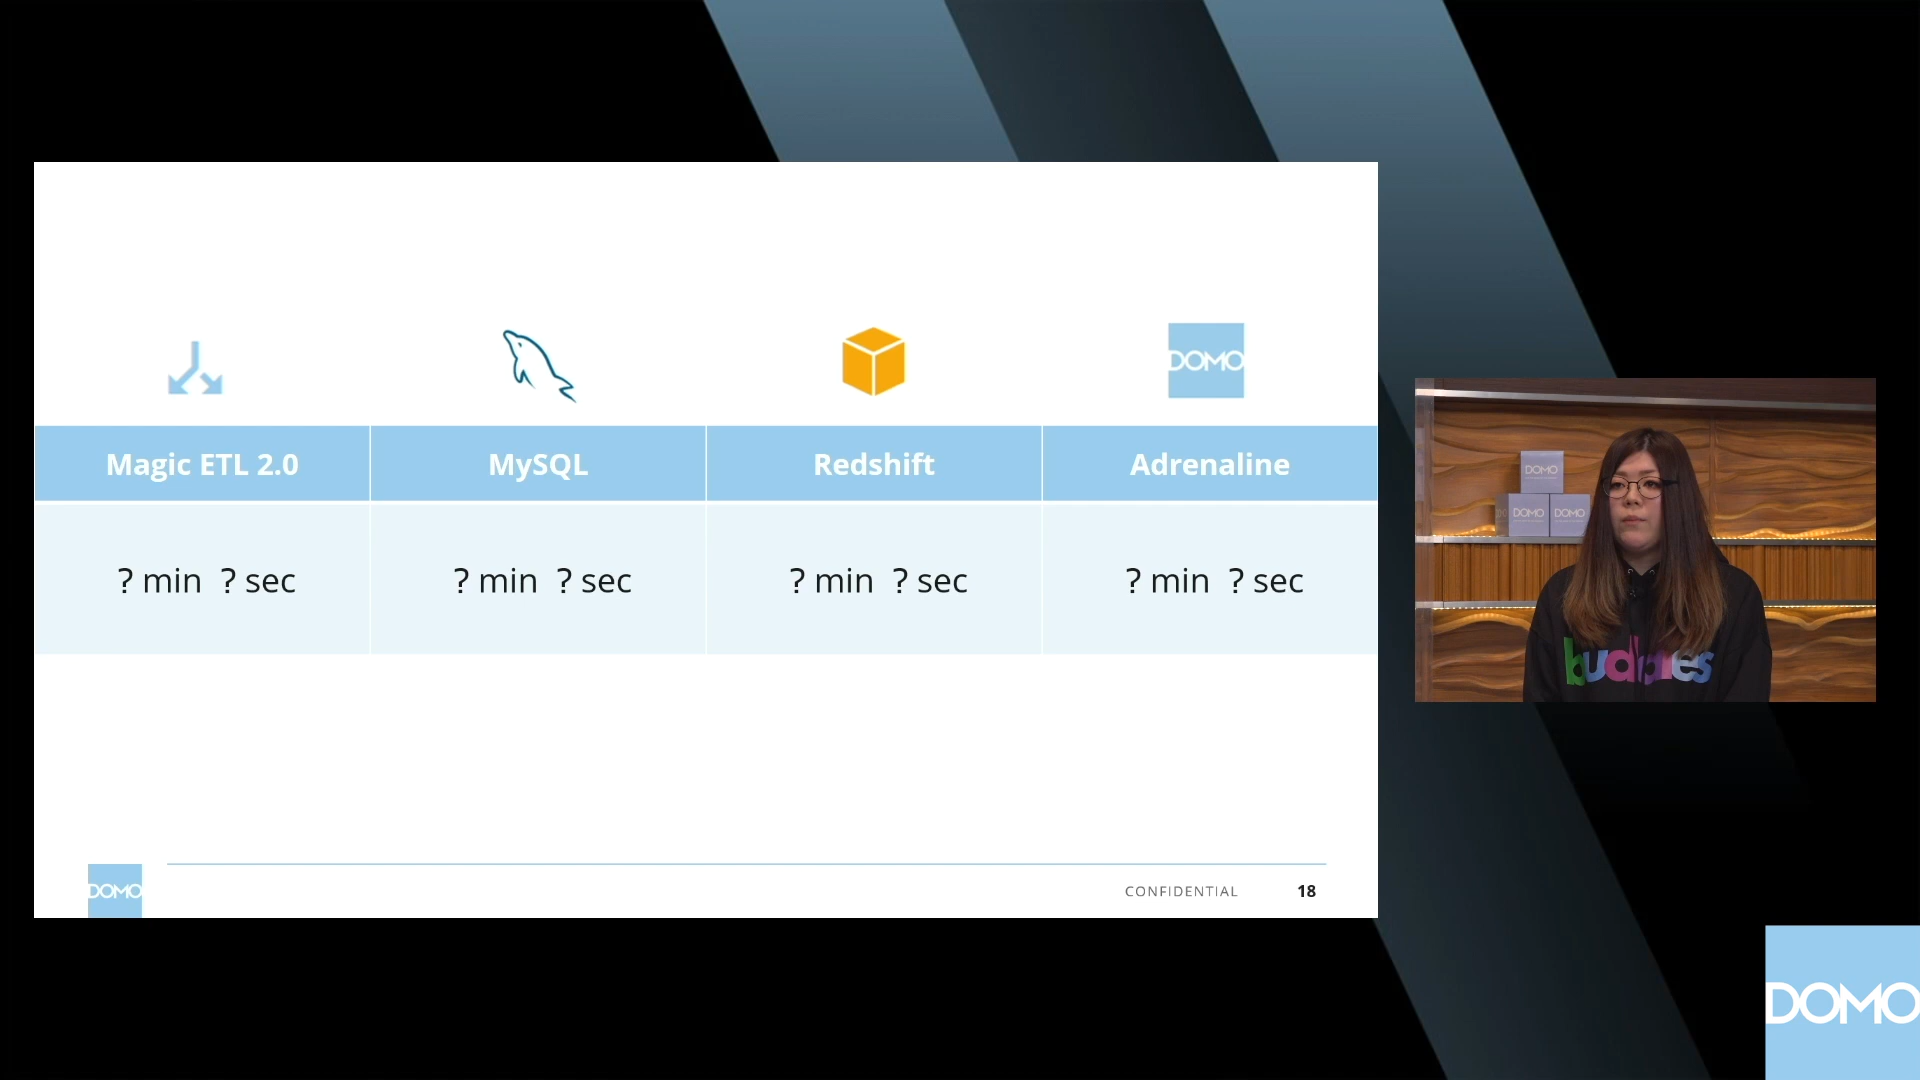 DOMO
Magic ETL 2.0
MySQL
Redshift
Adrenaline
? min ? sec
? min ? sec
? min ? sec
? min ? sec
DOMO
CONFIDENTIAL
18
DOMO
DOMO
DOMO
buddies
DOMO